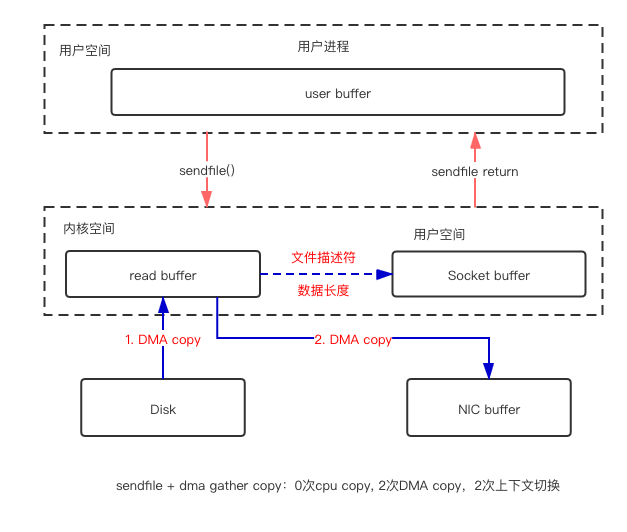 用户空间
用户进程
user buffer
sendfile()
sendfile return
内核空间
用户空间
read buffer
文件描述符
数据长度
Socket buffer
1. DMA copy
2. DMA copy
Disk
NIC buffer
sendfile + dma gather copy：0次cpu copy, 2次DMA copy，2次上下文切换